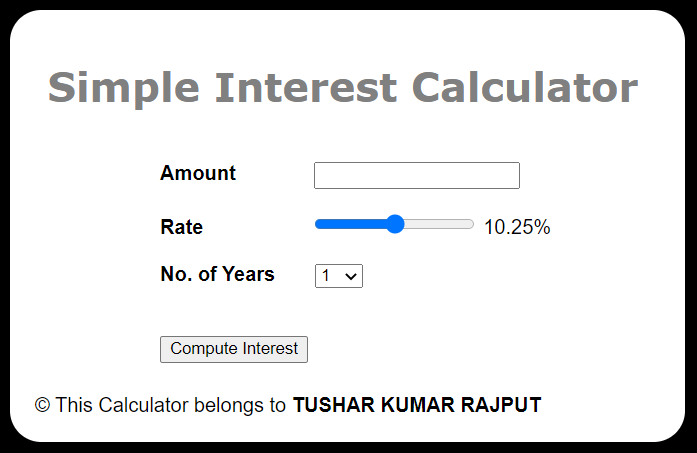 Simple Interest Calculator
Amount
Rate 10.25%
No. of Years 1
Compute Interest
© This Calculator belongs to TUSHAR KUMAR RAJPUT